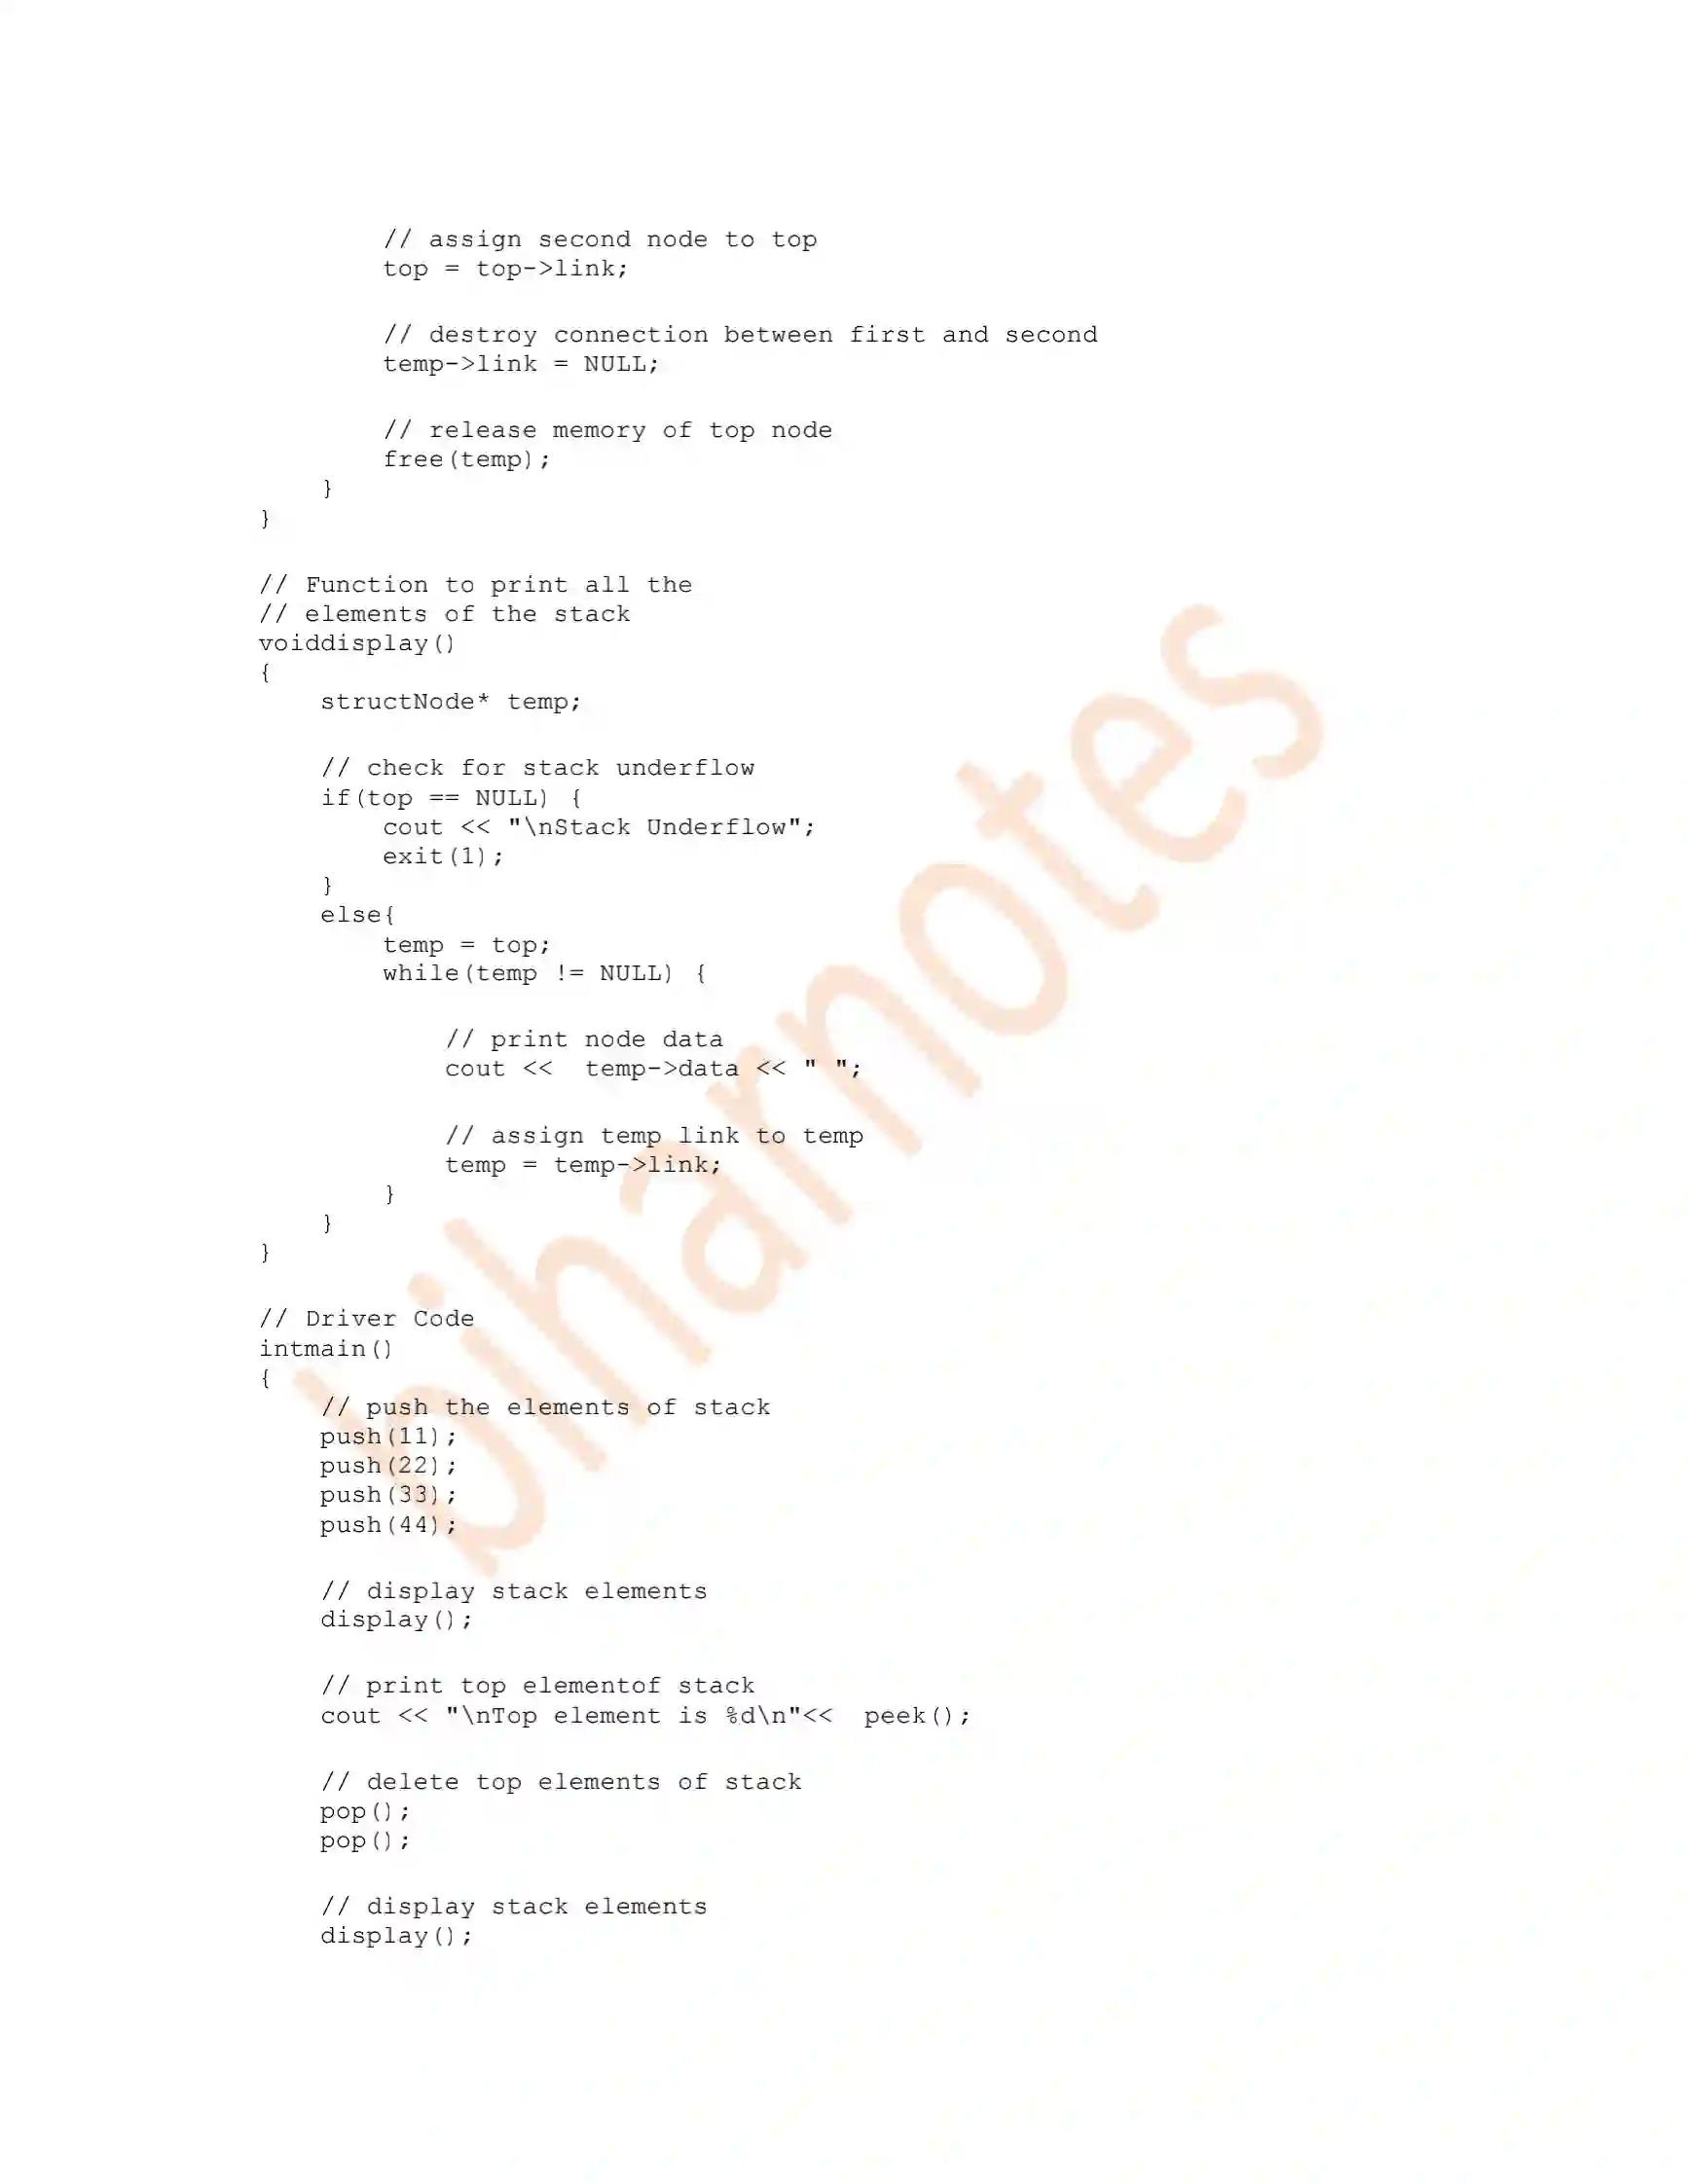 // assign second node to top
        top = top->link;

        // destroy connection between first and second
        temp->link = NULL;

        // release memory of top node
        free(temp);
    }
}

// Function to print all the
// elements of the stack
voiddisplay()
{
    structNode* temp;

    // check for stack underflow
    if(top == NULL) {
        cout << "\nStack Underflow";
        exit(1);
    }
    else{
        temp = top;
        while(temp != NULL) {

            // print node data
            cout <<  temp->data << " ";

            // assign temp link to temp
            temp = temp->link;
        }
    }
}

// Driver Code
intmain()
{
    // push the elements of stack
    push(11);
    push(22);
    push(33);
    push(44);

    // display stack elements
    display();

    // print top elementof stack
    cout << "\nTop element is %d\n"<<  peek();

    // delete top elements of stack
    pop();
    pop();

    // display stack elements
    display();
biharnotes